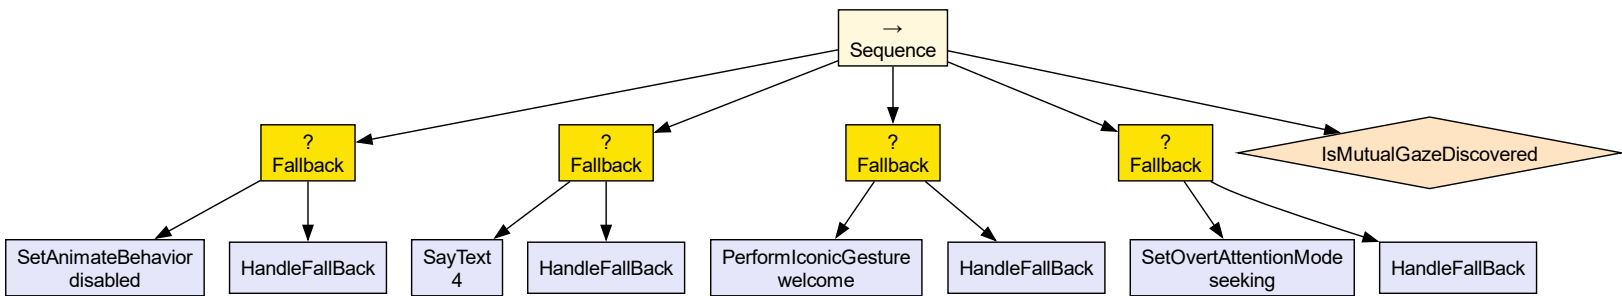 →
Sequence
?
Fallback
?
Fallback
?
Fallback
?
Fallback
IsMutualGazeDiscovered
SetAnimateBehavior
disabled
HandleFallBack
SayText
4
HandleFallBack
PerformIconicGesture
welcome
HandleFallBack
SetOvertAttentionMode
seeking
HandleFallBack